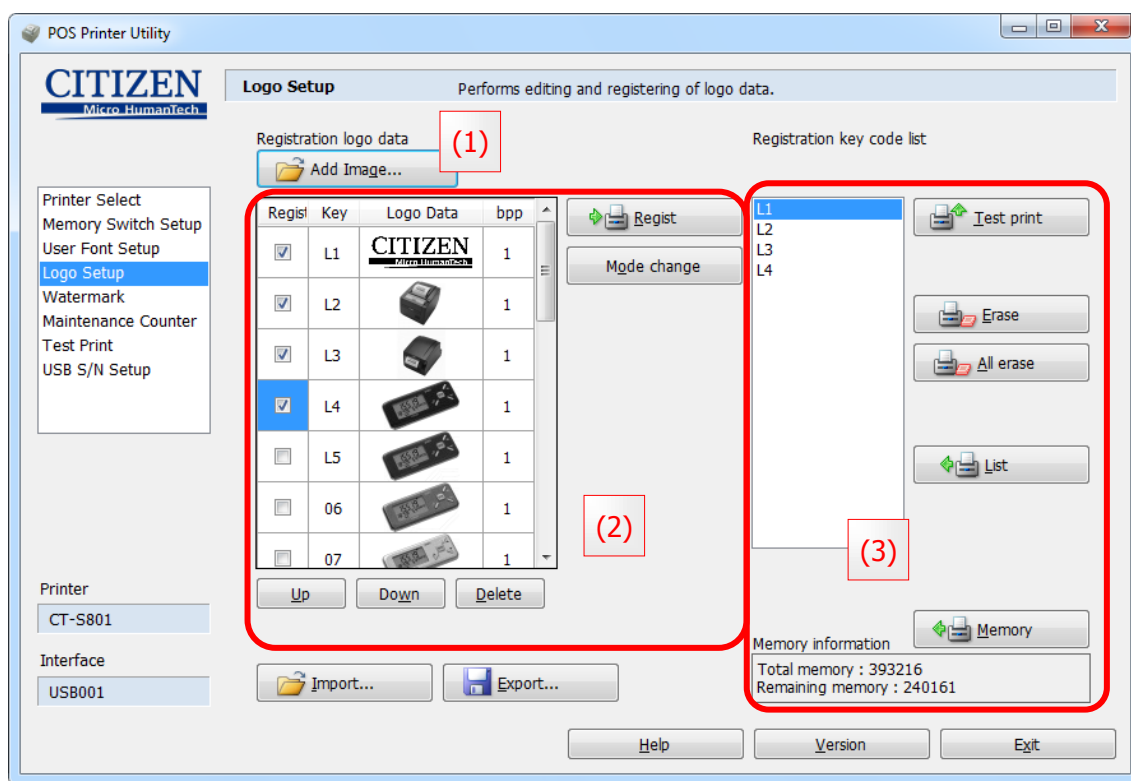 POS Printer Utility
CITIZEN
Micro HumanTech
Logo Setup
Performs editing and registering of logo data.
Registration logo data
(1)
Add Image...
Registration key code list
Printer Select
Memory Switch Setup
User Font Setup
Logo Setup
Watermark
Maintenance Counter
Test Print
USB S/N Setup
Regist Key Logo Data bpp
L1 CITIZEN Micro HumanTech 1
L2 1
L3 1
L4 1
L5 1
06 1
07 1
Regist
Mode change
(2)
Up Down Delete
L1
L2
L3
L4
Test print
Erase
All erase
List
(3)
Memory
Memory information
Total memory : 393216
Remaining memory : 240161
Printer
CT-S801
Interface
USB001
Import... Export...
Help Version Exit